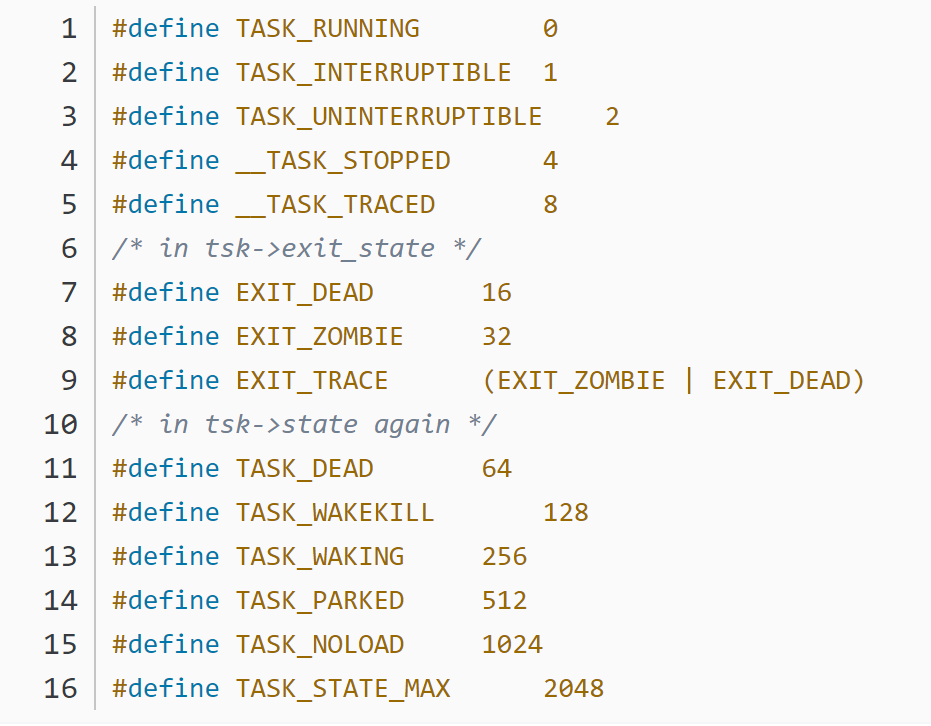 1 #define TASK_RUNNING        0
2 #define TASK_INTERRUPTIBLE  1
3 #define TASK_UNINTERRUPTIBLE    2
4 #define __TASK_STOPPED      4
5 #define __TASK_TRACED       8
6 /* in tsk->exit_state */
7 #define EXIT_DEAD       16
8 #define EXIT_ZOMBIE     32
9 #define EXIT_TRACE      (EXIT_ZOMBIE | EXIT_DEAD)
10 /* in tsk->state again */
11 #define TASK_DEAD       64
12 #define TASK_WAKEKILL       128
13 #define TASK_WAKING     256
14 #define TASK_PARKED     512
15 #define TASK_NOLOAD     1024
16 #define TASK_STATE_MAX      2048